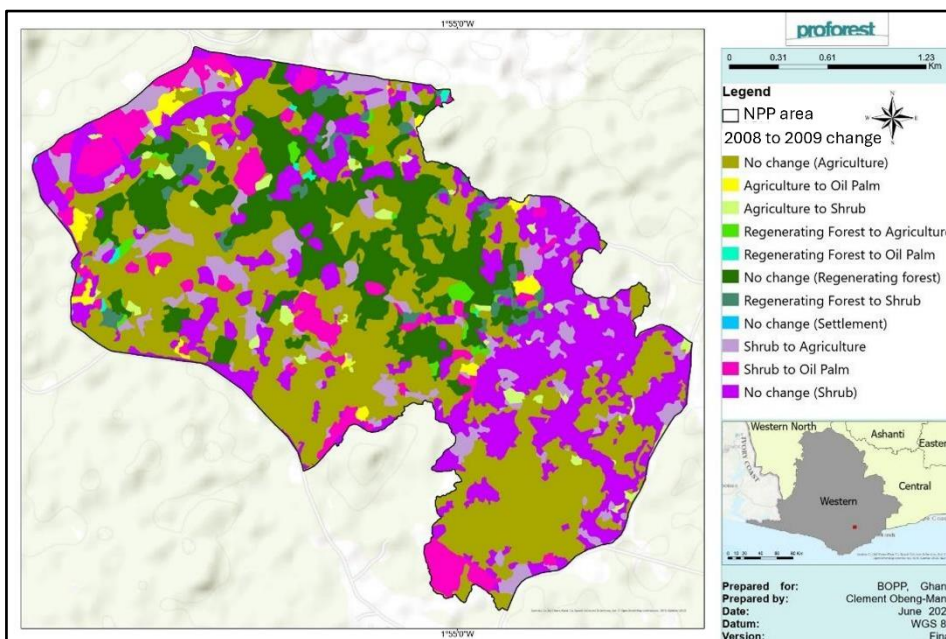 1°55'0"W
proforest
0 0.31 0.61 1.23
Km
Legend
NPP area
2008 to 2009 change
N
W E
S
No change (Agriculture)
Agriculture to Oil Palm
Agriculture to Shrub
Regenerating Forest to Agriculture
Regenerating Forest to Oil Palm
No change (Regenerating forest)
Regenerating Forest to Shrub
No change (Settlement)
Shrub to Agriculture
Shrub to Oil Palm
No change (Shrub)
Western North
Ashanti
Easter
IVORY COAST
Central
Western
Prepared for: BOPP, Ghan
Prepared by: Clement Obeng-Man
Date: June 202
Datum: WGS 8
Version: Fin
1°55'0"W